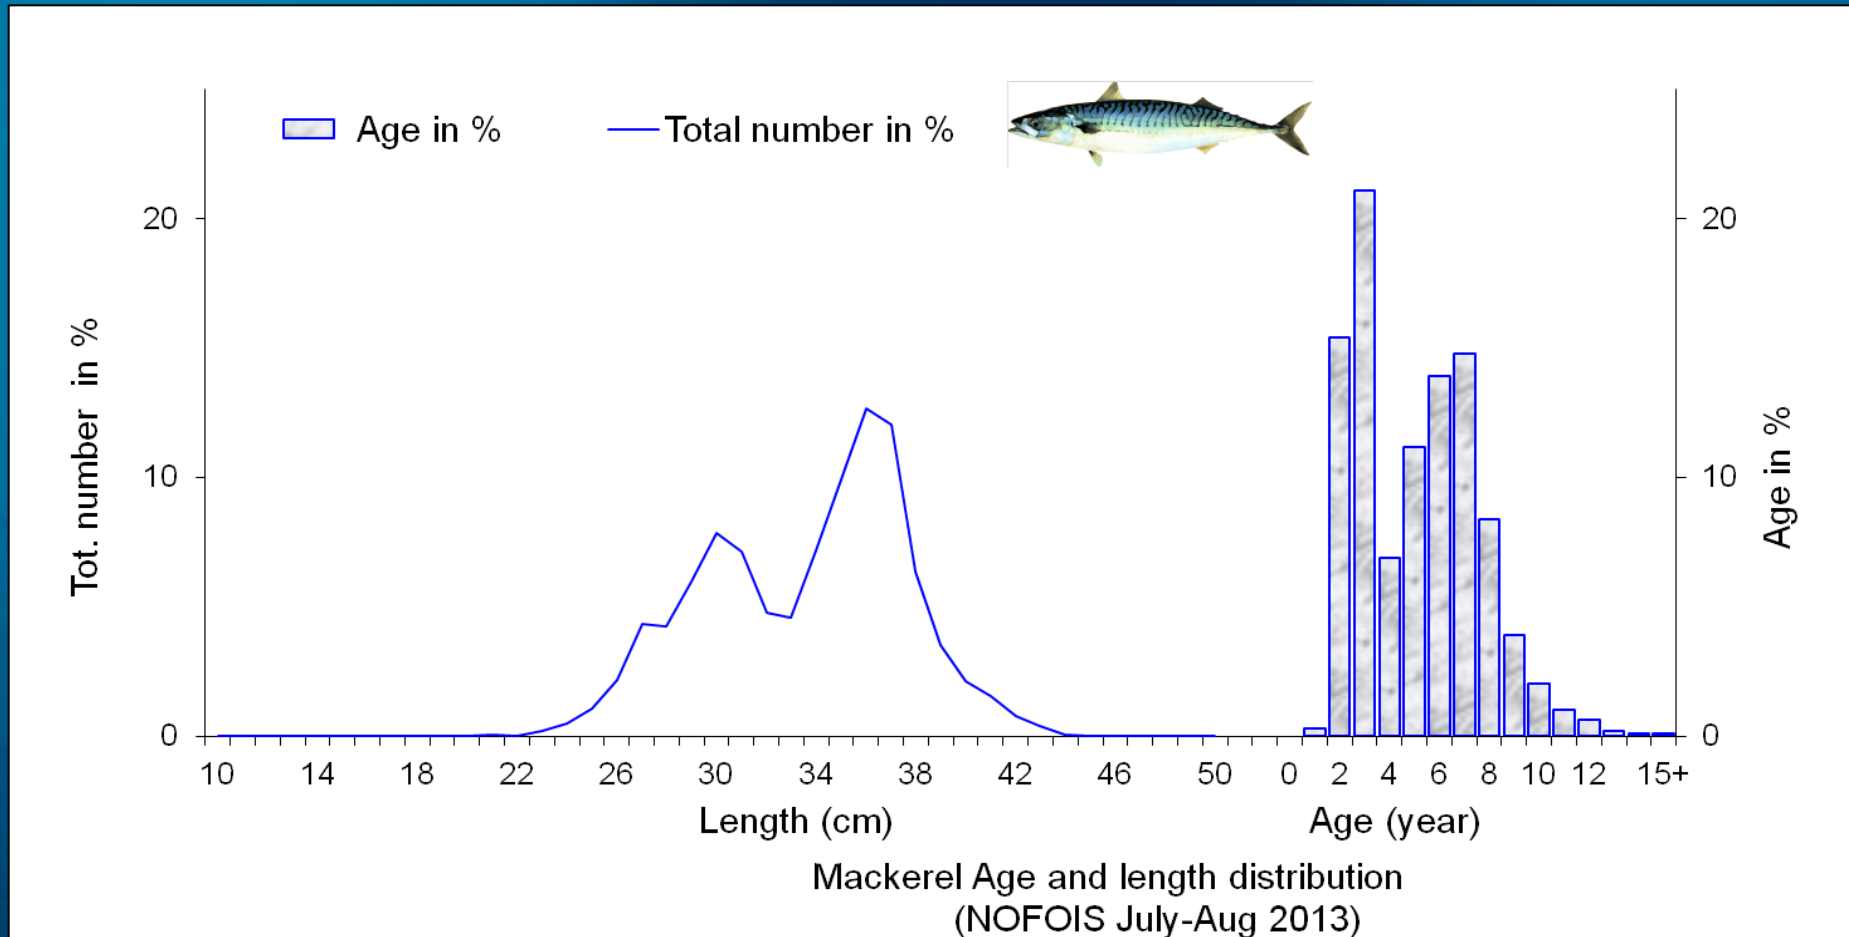 Age in %
Total number in %
20
10
0
Tot. number in %
20
10
0
Age in %
10 14 18 22 26 30 34 38 42 46 50 0 2 4 6 8 10 12 15+
Length (cm) Age (year)
Mackerel Age and length distribution
(NOFOIS July-Aug 2013)